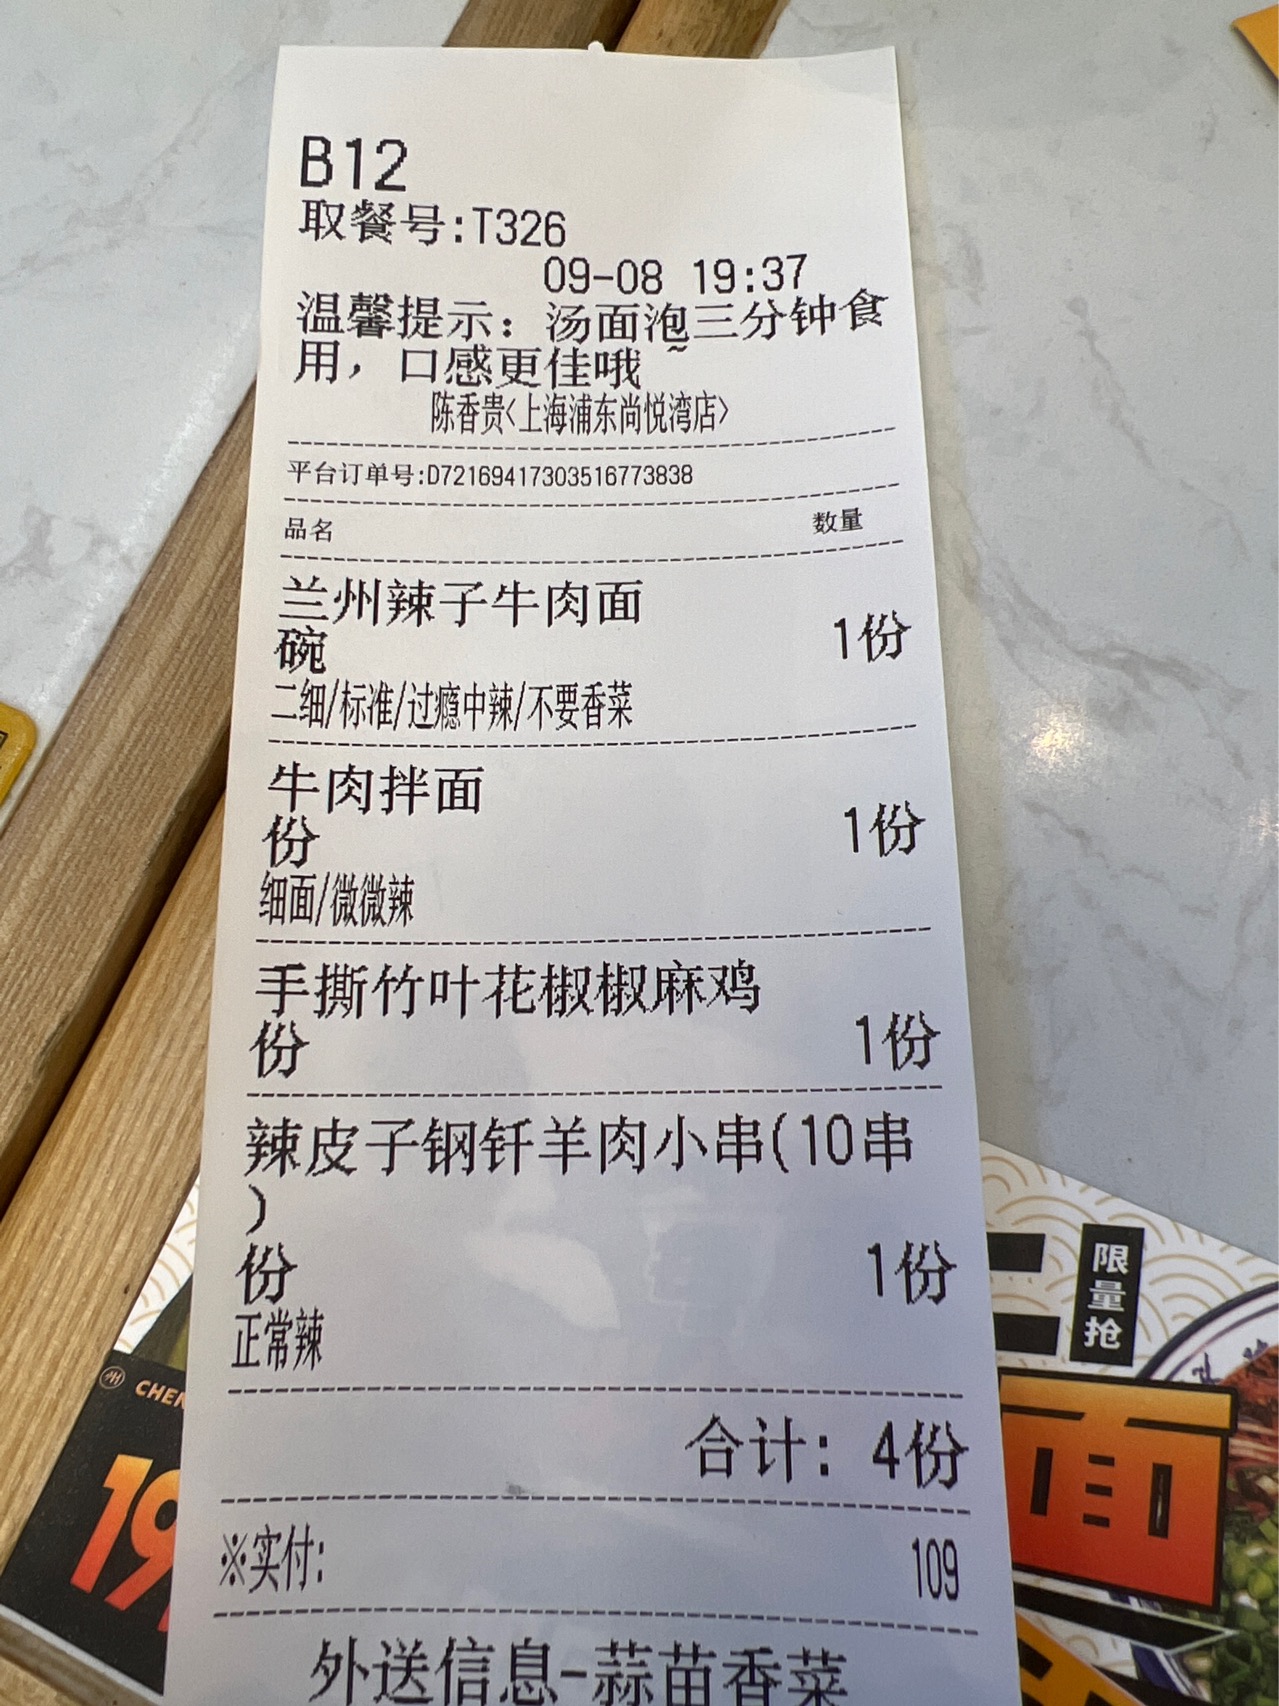 B12
取餐号:T326
09-08 19:37
温馨提示：汤面泡三分钟食
用，口感更佳哦~
陈香贵<上海浦东尚悦湾店>
平台订单号:D721694173035167738​38
品名 数量
兰州辣子牛肉面
碗 1份
二细/标准/过瘾中辣/不要香菜
牛肉拌面
份 1份
细面/微微辣
手撕竹叶花椒椒麻鸡
份 1份
辣皮子钢钎羊肉小串(10串
)
份 1份
正常辣
合计: 4份
※实付: 109
外送信息-蒜苗香菜
限量抢
面
CHEN
19